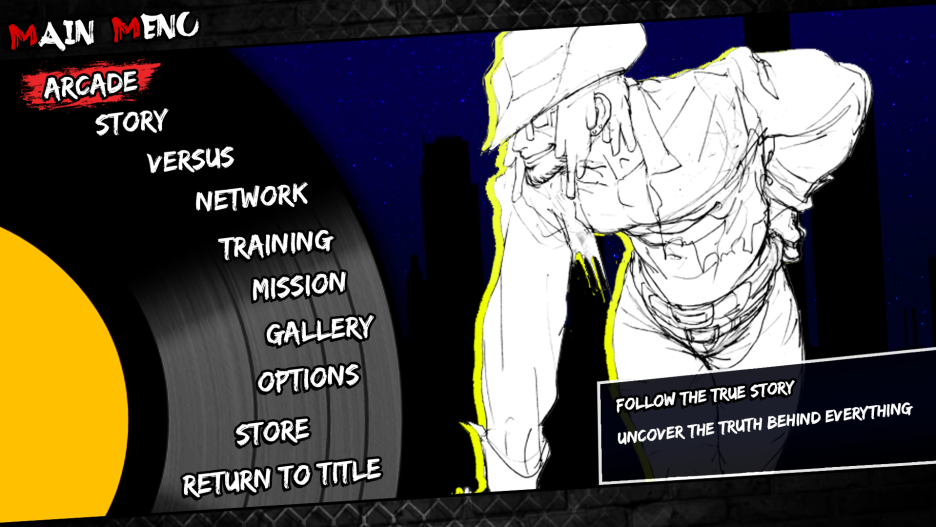 MAIN MENU
ARCADE
STORY
VERSUS
NETWORK
TRAINING
MISSION
GALLERY
OPTIONS
STORE
RETURN TO TITLE
FOLLOW THE TRUE STORY
UNCOVER THE TRUTH BEHIND EVERYTHING